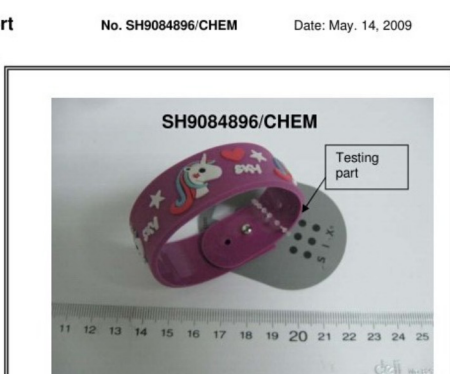 rt No. SH9084896/CHEM Date: May. 14, 2009
SH9084896/CHEM
Testing
part
11 12 13 14 15 16 17 18 19 20 21 22 23 24 25
deli